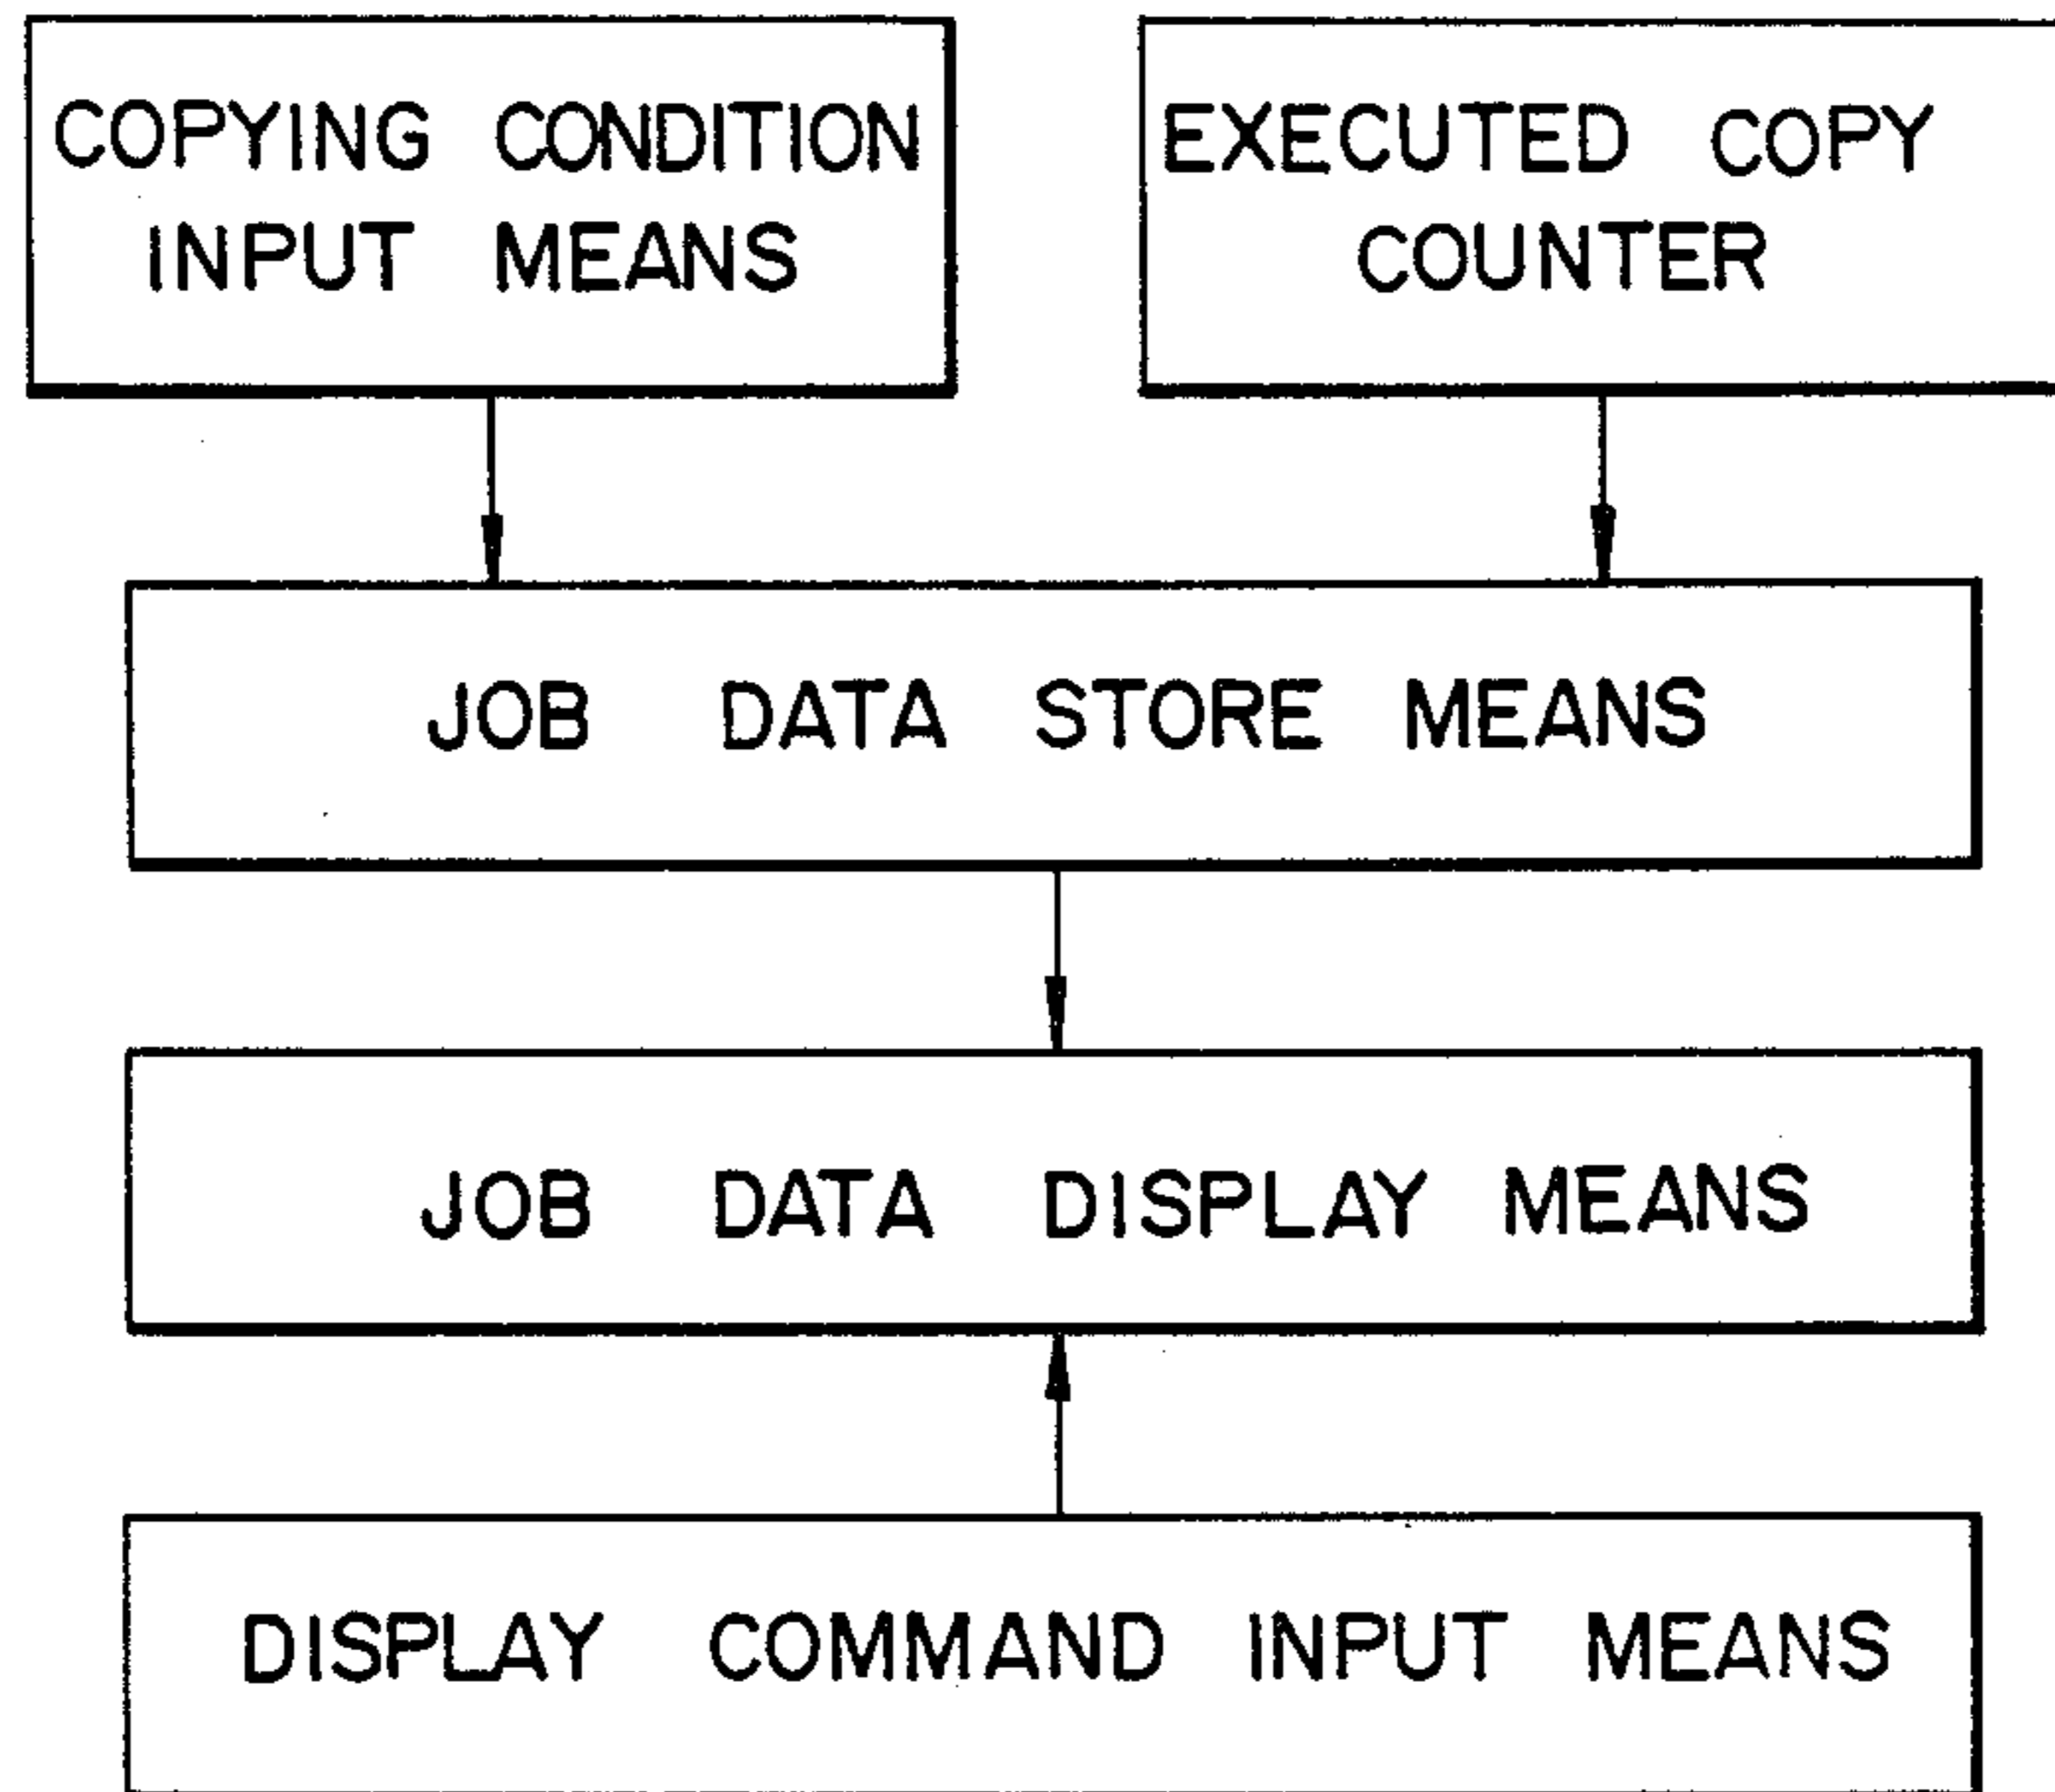 COPYING CONDITION
INPUT MEANS
EXECUTED COPY
COUNTER
JOB DATA STORE MEANS
JOB DATA DISPLAY MEANS
DISPLAY COMMAND INPUT MEANS